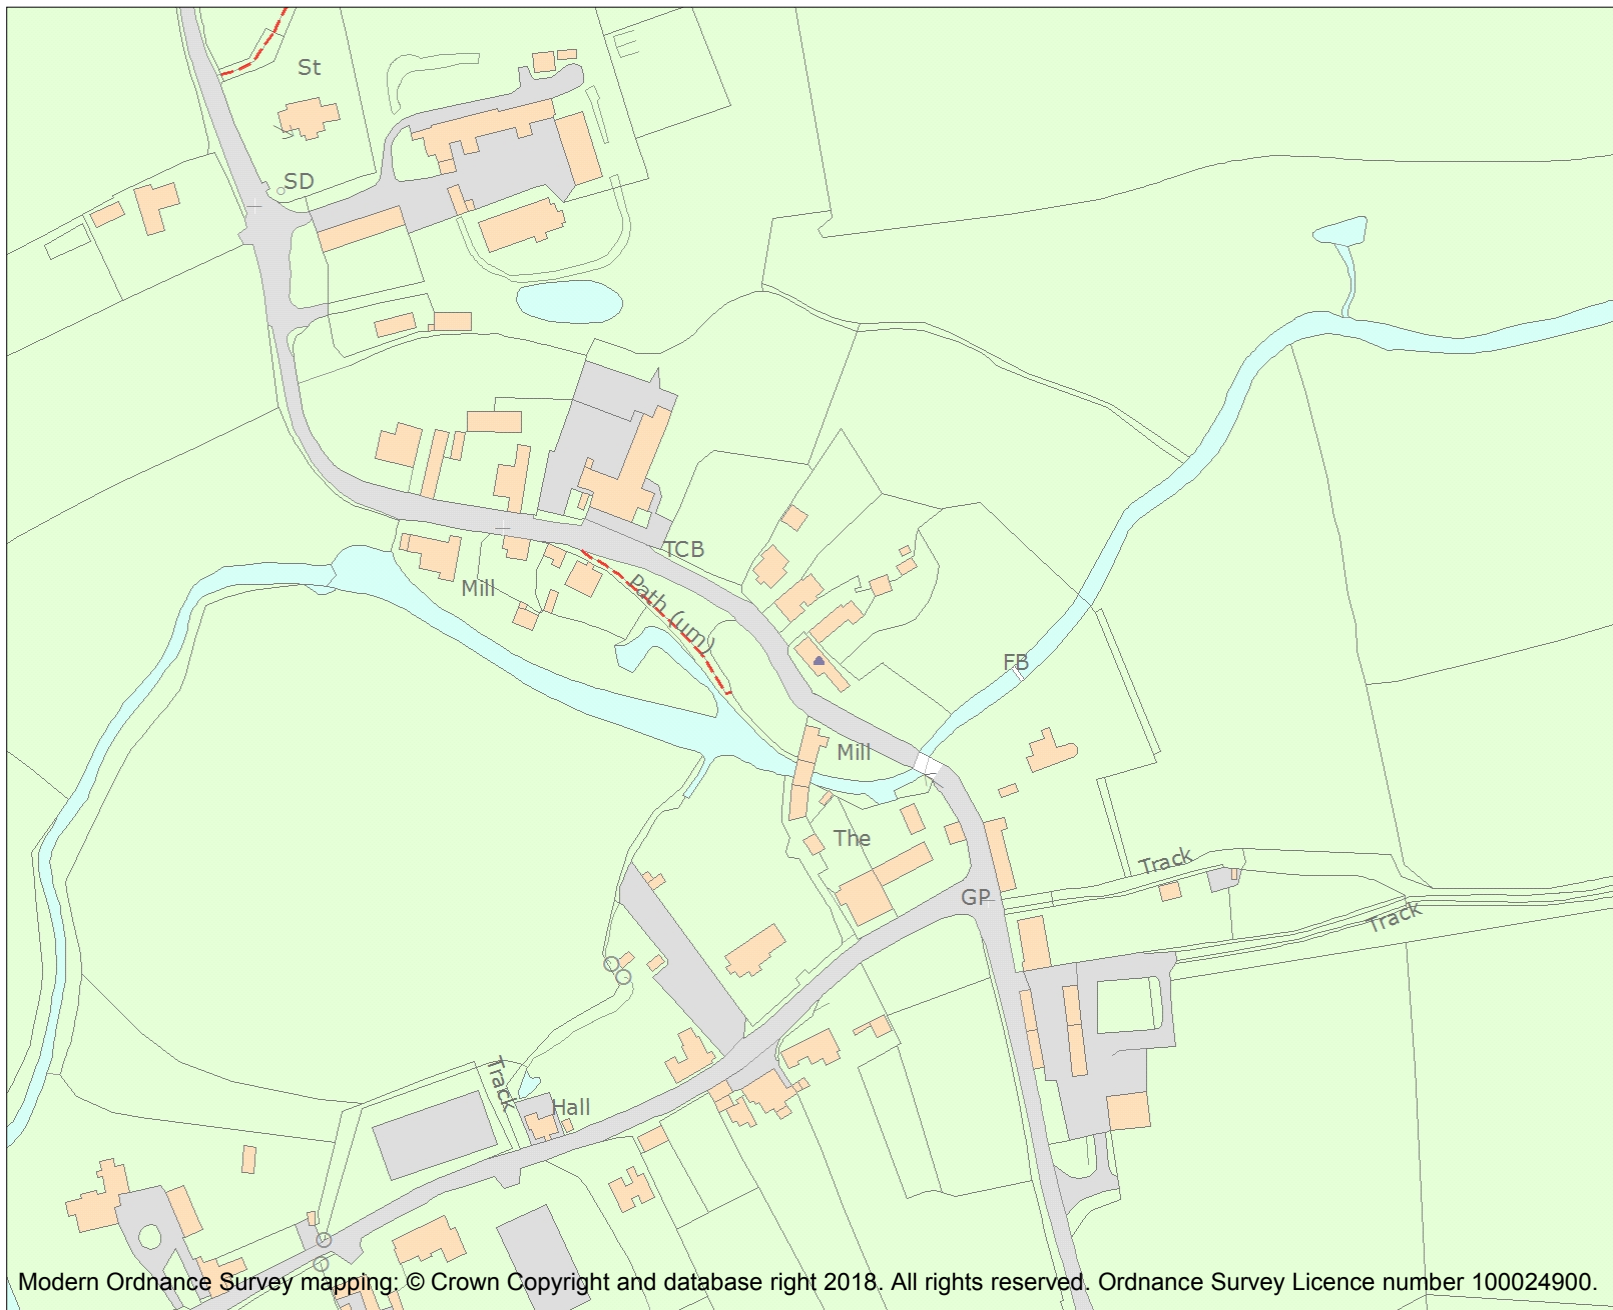 St
SD
TCB
Path (um)
Mill
FB
Mill
The
Track
GP
Track
Track
Hall
Modern Ordnance Survey mapping: © Crown Copyright and database right 2018. All rights reserved. Ordnance Survey Licence number 100024900.